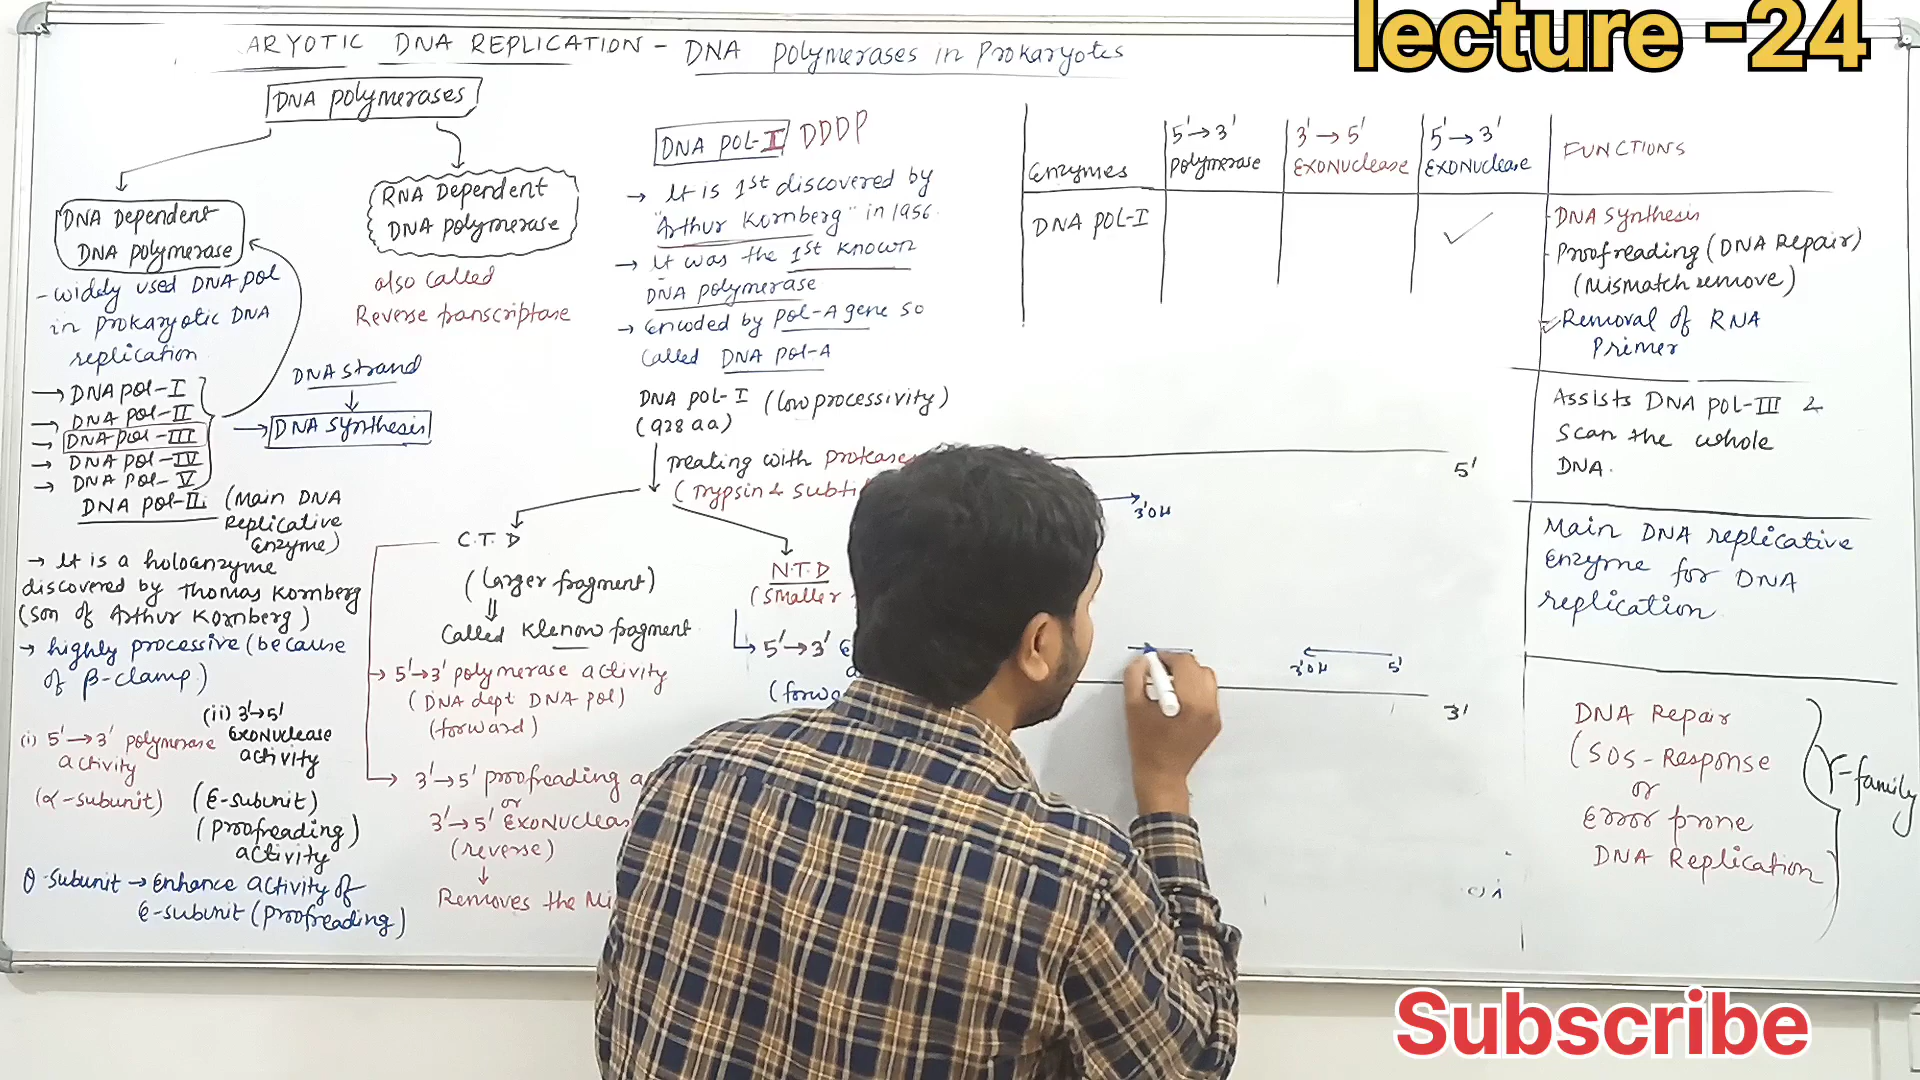 lecture -24
ARYOTIC DNA REPLICATION - DNA Polymerases in Prokaryotes
DNA Polymerases
DNA Dependent
DNA Polymerase
- widely used DNA Pol
in Prokaryotic DNA
replication
→ DNA Pol-I
→ DNA Pol-II
→ DNA Pol-III
→ DNA Pol-IV
→ DNA Pol-V
RNA Dependent
DNA Polymerase
also called
Reverse transcriptase
DNA strand
↓
→ DNA Synthesis
(Main DNA
Replicative
Enzyme)
→ It is a holoenzyme
discovered by Thomas Kornberg
(son of Arthur Kornberg)
→ highly processive (because
of β-clamp)
(i) 5'→3' polymerase
activity
(α-subunit)
(ii) 3'→5'
Exonuclease
activity
(ε-subunit)
(Proofreading)
activity
θ-subunit → Enhance activity of
ε-subunit (Proofreading)
DNA Pol-I DDDP
→ It is 1st discovered by
"Arthur Kornberg" in 1956.
→ It was the 1st known
DNA polymerase
→ Encoded by Pol-A gene so
called DNA Pol-A
DNA Pol-I (Low processivity)
(928 aa)
Treating with
(Trypsin &
C.T.D
(Larger fragment)
⇓
Called Klenow fragment
→ 5'→3' polymerase activity
(DNA dept DNA Pol)
(forward)
→ 3'→5' proofreading
or
3'→5'
(reverse)
↓
Removes the
N.T.D
(Smaller
5'→3'
Enzymes
5'→3'
Polymerase
3'→5'
Exonuclease
5'→3'
Exonuclease
FUNCTIONS
DNA Pol-I
✓
- DNA Synthesis
- Proofreading (DNA Repair)
(Mismatch remove)
- Removal of RNA
Primer
Assists DNA Pol-III &
Scan the whole
DNA.
Main DNA replicative
Enzyme for DNA
replication.
DNA Repair
(SOS-Response
or
Error prone
DNA Replication)
Y-family
5'
3'OH
3'OH
5'
3'
Subscribe